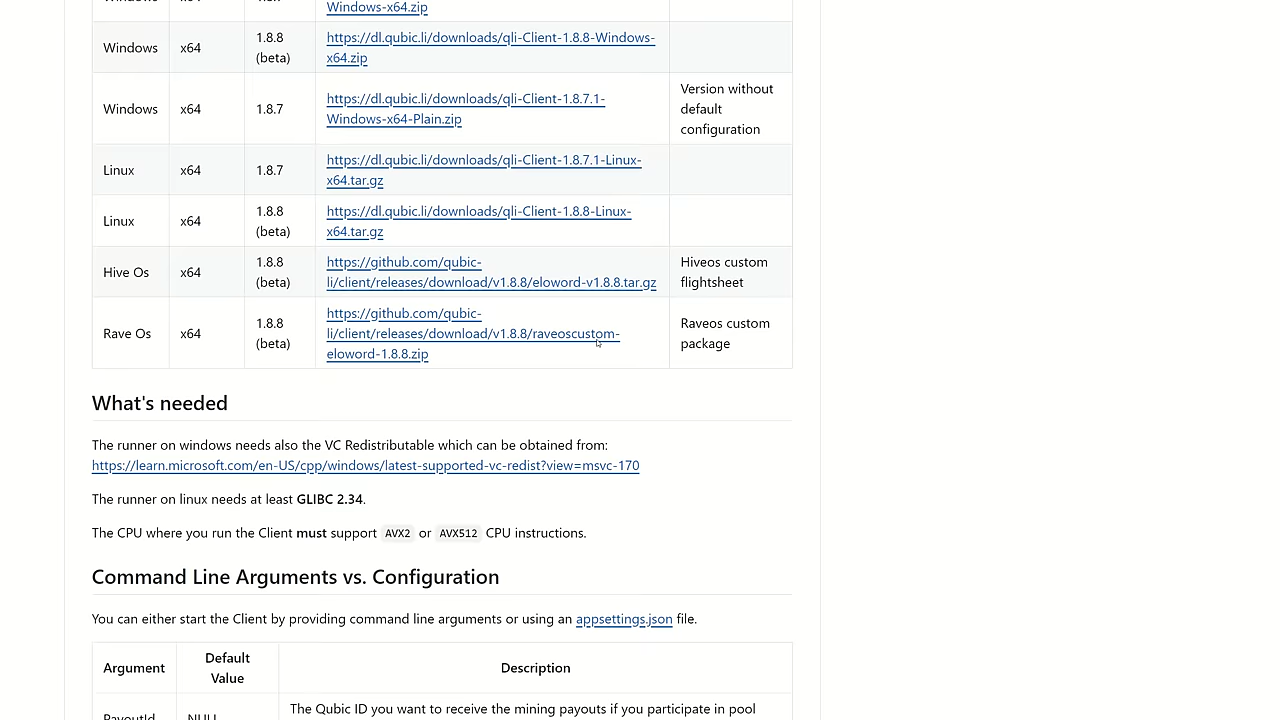 Windows-x64.zip
Windows x64 1.8.8 (beta) https://dl.qubic.li/downloads/qli-Client-1.8.8-Windows-
x64.zip
Windows x64 1.8.7 https://dl.qubic.li/downloads/qli-Client-1.8.7.1-
Windows-x64-Plain.zip
Version without
default
configuration
Linux x64 1.8.7 https://dl.qubic.li/downloads/qli-Client-1.8.7.1-Linux-
x64.tar.gz
Linux x64 1.8.8 (beta) https://dl.qubic.li/downloads/qli-Client-1.8.8-Linux-
x64.tar.gz
Hive Os x64 1.8.8 (beta) https://github.com/qubic-
li/client/releases/download/v1.8.8/eloword-v1.8.8.tar.gz
Hiveos custom
flightsheet
Rave Os x64 1.8.8 (beta) https://github.com/qubic-
li/client/releases/download/v1.8.8/raveoscustom-
eloword-1.8.8.zip
Raveos custom
package
What's needed
The runner on windows needs also the VC Redistributable which can be obtained from:
https://learn.microsoft.com/en-US/cpp/windows/latest-supported-vc-redist?view=msvc-170
The runner on linux needs at least GLIBC 2.34.
The CPU where you run the Client must support AVX2 or AVX512 CPU instructions.
Command Line Arguments vs. Configuration
You can either start the Client by providing command line arguments or using an appsettings.json file.
Argument Default Value Description
PayoutId NULL The Qubic ID you want to receive the mining payouts if you participate in pool